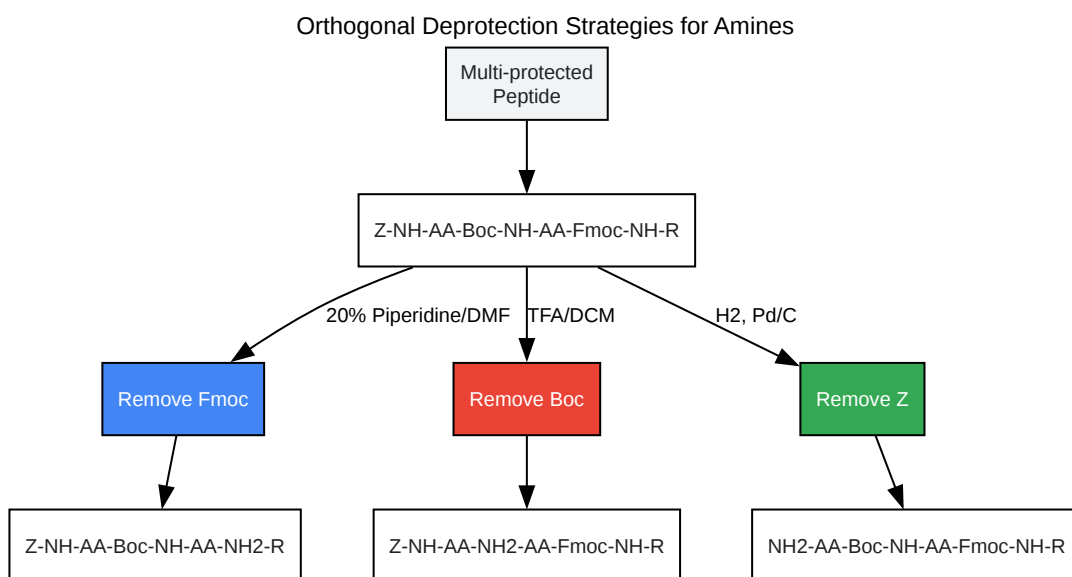 Orthogonal Deprotection Strategies for Amines
Multi-protected
Peptide
Z-NH-AA-Boc-NH-AA-Fmoc-NH-R
20% Piperidine/DMF
TFA/DCM
H2, Pd/C
Remove Fmoc
Remove Boc
Remove Z
Z-NH-AA-Boc-NH-AA-NH2-R
Z-NH-AA-NH2-AA-Fmoc-NH-R
NH2-AA-Boc-NH-AA-Fmoc-NH-R